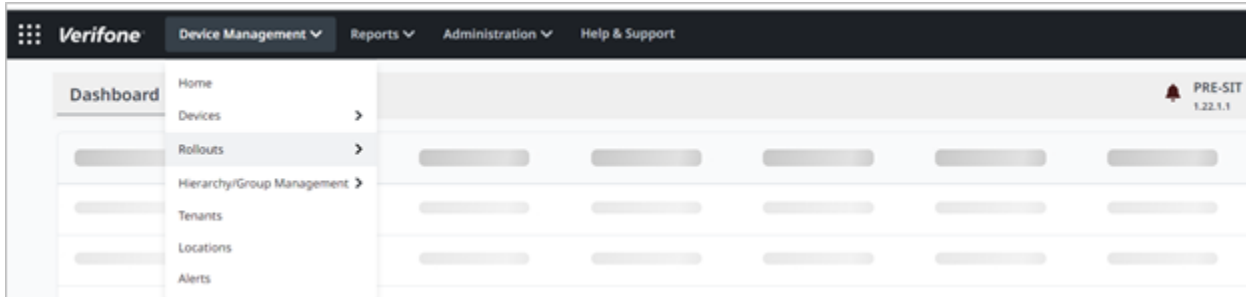 Verifone Device Management Reports Administration Help & Support
Home
Dashboard
PRE-SIT
1.22.1.1
Devices
Rollouts
Hierarchy/Group Management
Tenants
Locations
Alerts